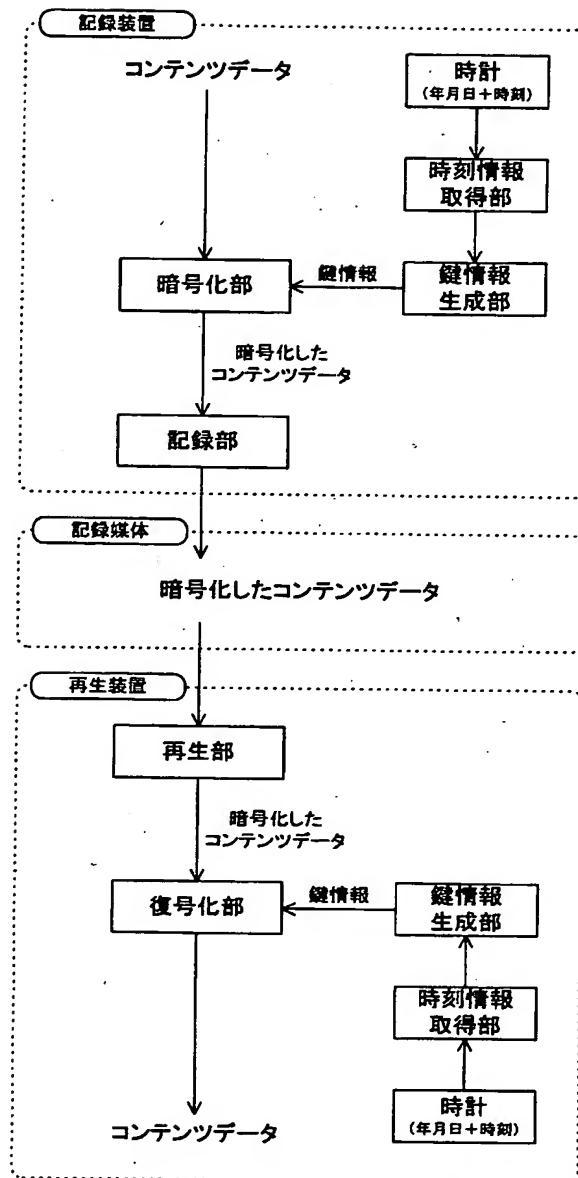 記録装置
コンテンツデータ
時計
(年月日+時刻)
時刻情報
取得部
暗号化部
鍵情報
鍵情報
生成部
暗号化した
コンテンツデータ
記録部
記録媒体
暗号化したコンテンツデータ
再生装置
再生部
暗号化した
コンテンツデータ
復号化部
鍵情報
鍵情報
生成部
時刻情報
取得部
時計
(年月日+時刻)
コンテンツデータ